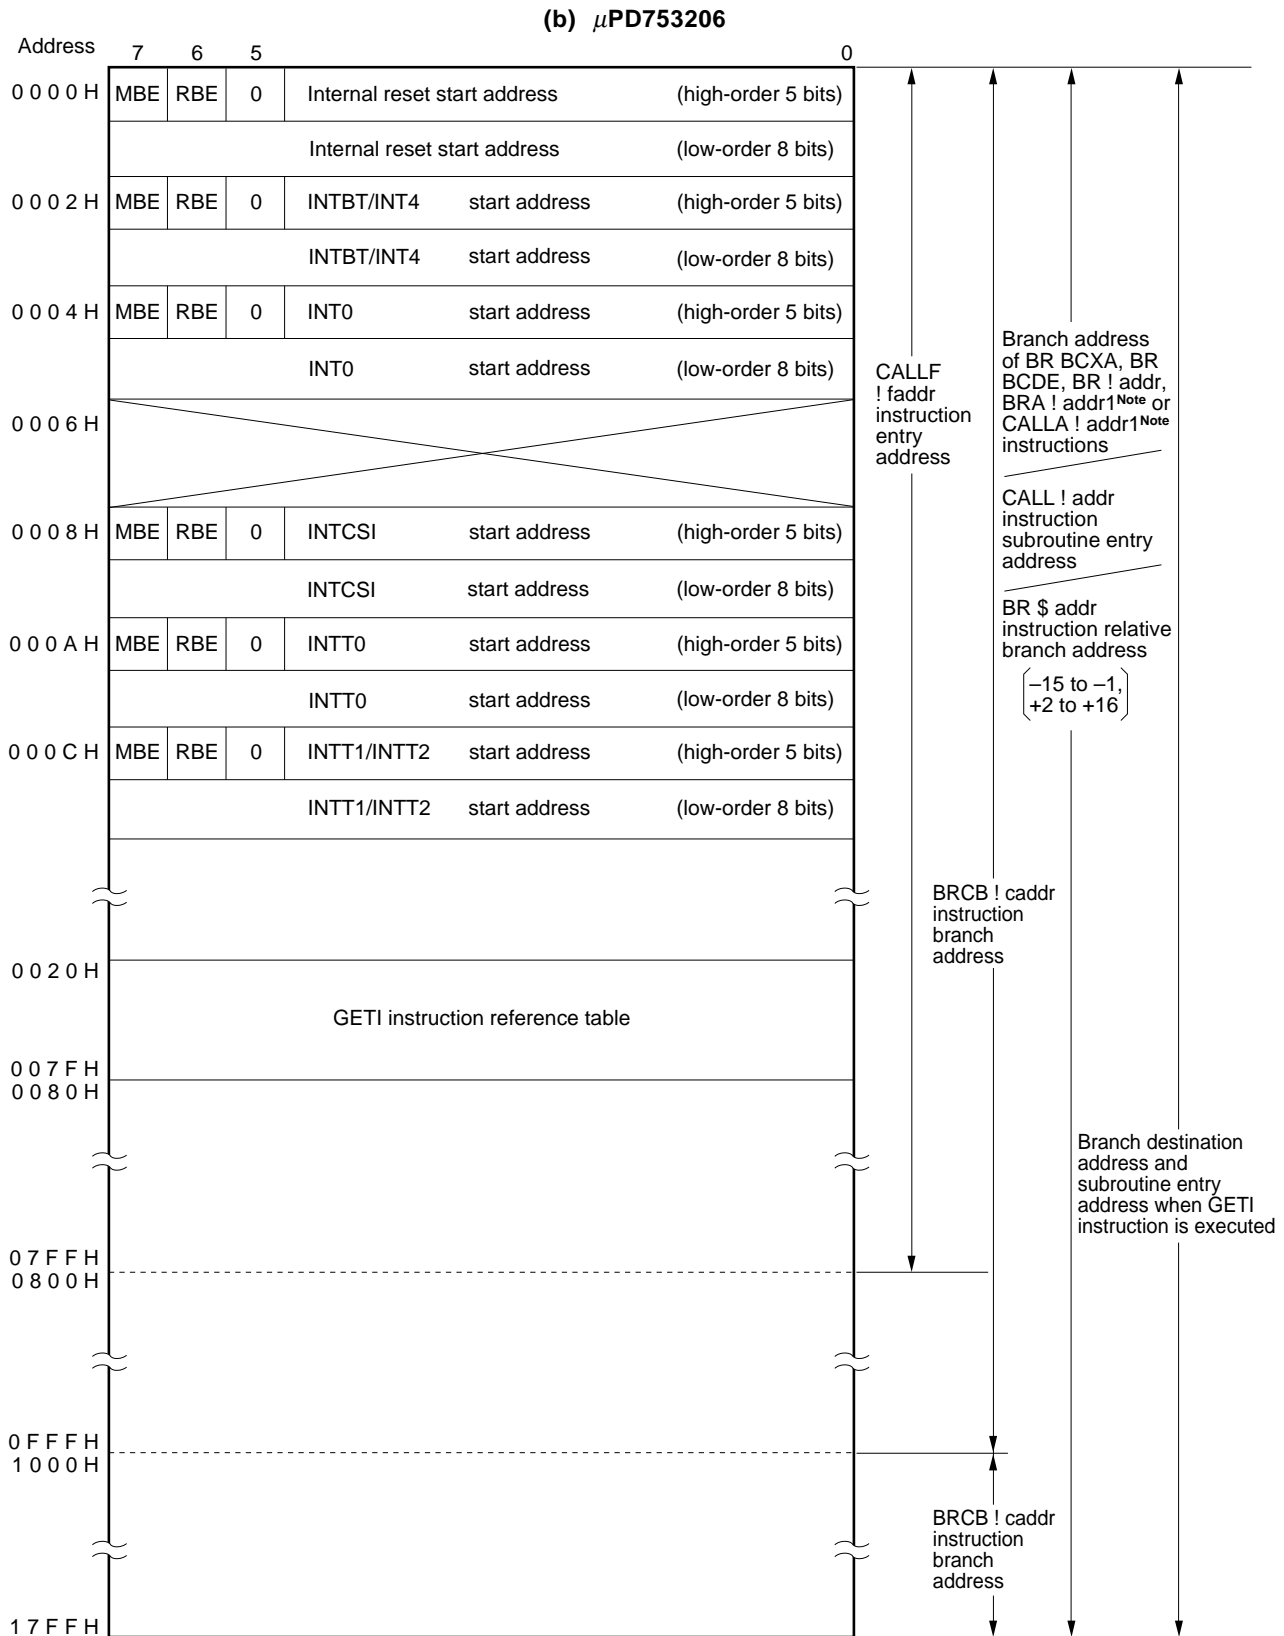 (b) μPD753206
Address 7 6 5 0
0000H MBE RBE 0 Internal reset start address (high-order 5 bits)
Internal reset start address (low-order 8 bits)
0002H MBE RBE 0 INTBT/INT4 start address (high-order 5 bits)
INTBT/INT4 start address (low-order 8 bits)
0004H MBE RBE 0 INT0 start address (high-order 5 bits)
INT0 start address (low-order 8 bits)
0006H
0008H MBE RBE 0 INTCSI start address (high-order 5 bits)
INTCSI start address (low-order 8 bits)
000AH MBE RBE 0 INTT0 start address (high-order 5 bits)
INTT0 start address (low-order 8 bits)
000CH MBE RBE 0 INTT1/INTT2 start address (high-order 5 bits)
INTT1/INTT2 start address (low-order 8 bits)
0020H
GETI instruction reference table
007FH
0080H
07FFH
0800H
0FFFH
1000H
17FFH
CALLF
! faddr
instruction
entry
address
BRCB ! caddr
instruction
branch
address
BRCB ! caddr
instruction
branch
address
Branch address
of BR BCXA, BR
BCDE, BR ! addr,
BRA ! addr1Note or
CALLA ! addr1Note
instructions
CALL ! addr
instruction
subroutine entry
address
BR $ addr
instruction relative
branch address
–15 to –1,
+2 to +16
Branch destination
address and
subroutine entry
address when GETI
instruction is executed